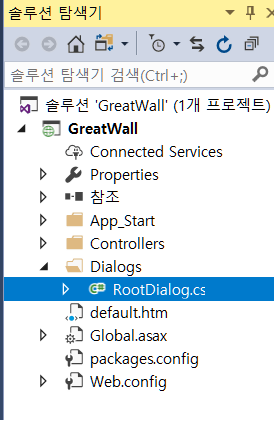 솔루션 탐색기
솔루션 탐색기 검색(Ctrl+;)
솔루션 'GreatWall' (1개 프로젝트)
GreatWall
Connected Services
Properties
참조
App_Start
Controllers
Dialogs
RootDialog.cs
default.htm
Global.asax
packages.config
Web.config